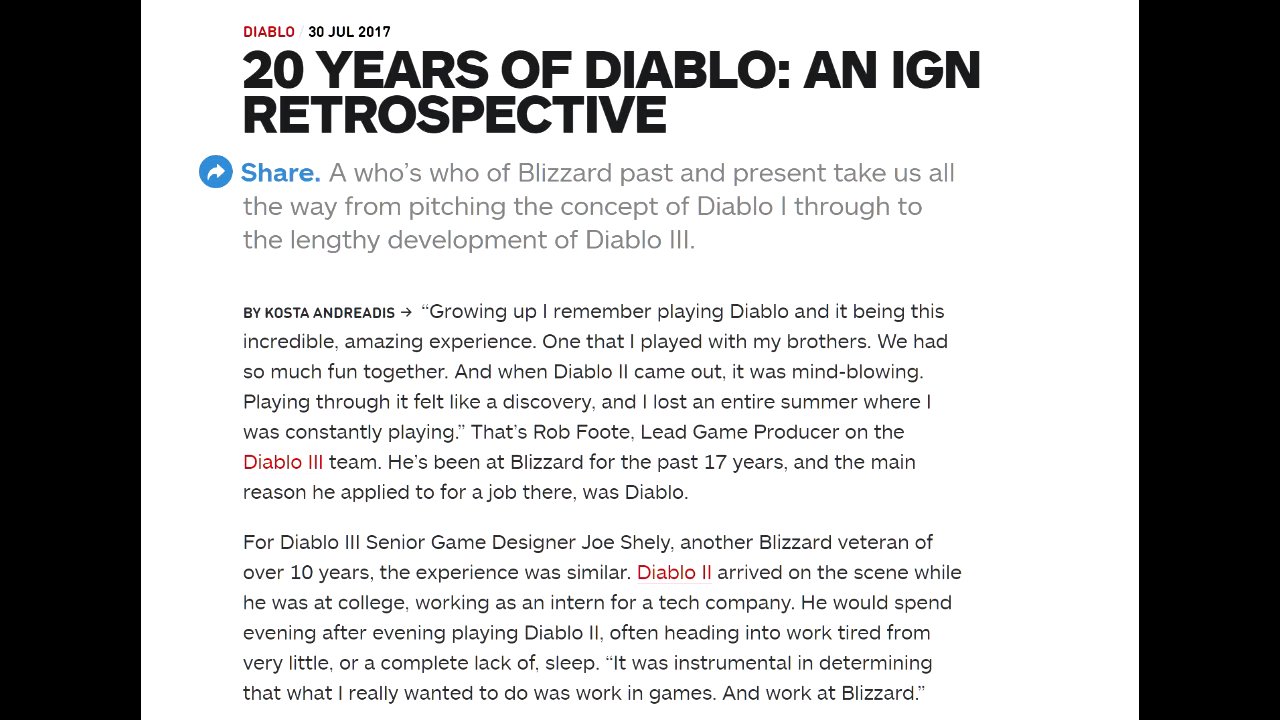 DIABLO / 30 JUL 2017
20 YEARS OF DIABLO: AN IGN
RETROSPECTIVE
Share. A who's who of Blizzard past and present take us all
the way from pitching the concept of Diablo I through to
the lengthy development of Diablo III.
BY KOSTA ANDREADIS → “Growing up I remember playing Diablo and it being this
incredible, amazing experience. One that I played with my brothers. We had
so much fun together. And when Diablo II came out, it was mind-blowing.
Playing through it felt like a discovery, and I lost an entire summer where I
was constantly playing.” That’s Rob Foote, Lead Game Producer on the
Diablo III team. He’s been at Blizzard for the past 17 years, and the main
reason he applied to for a job there, was Diablo.
For Diablo III Senior Game Designer Joe Shely, another Blizzard veteran of
over 10 years, the experience was similar. Diablo II arrived on the scene while
he was at college, working as an intern for a tech company. He would spend
evening after evening playing Diablo II, often heading into work tired from
very little, or a complete lack of, sleep. “It was instrumental in determining
that what I really wanted to do was work in games. And work at Blizzard.”